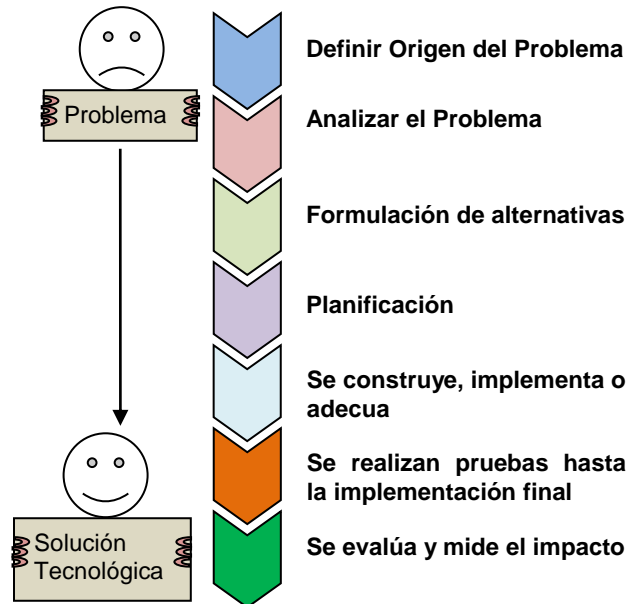 Problema
Definir Origen del Problema
Analizar el Problema
Formulación de alternativas
Planificación
Se construye, implementa o
adecua
Se realizan pruebas hasta
la implementación final
Se evalúa y mide el impacto
Solución
Tecnológica